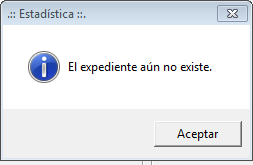 .:: Estadística ::.
El expediente aún no existe.
Aceptar